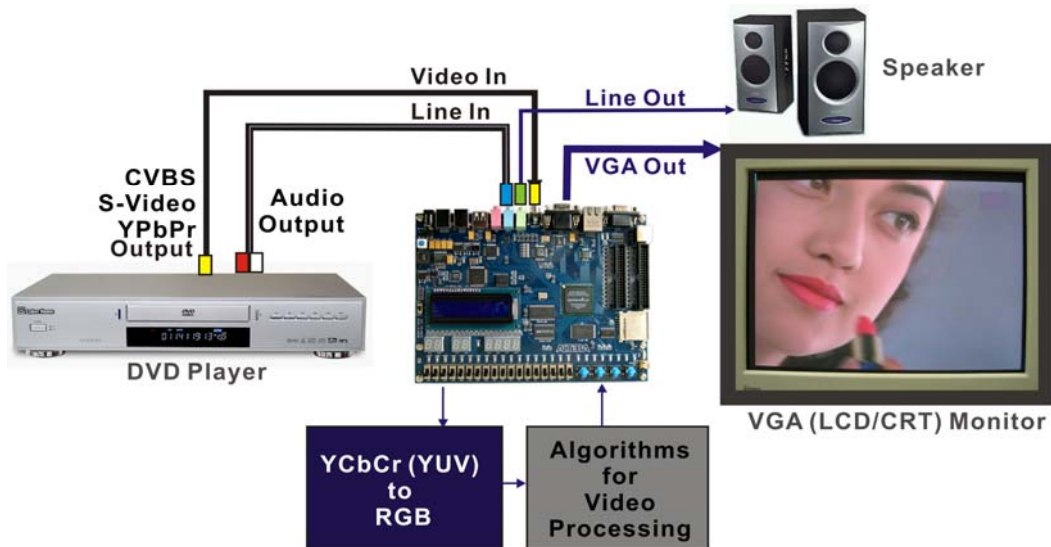 Video In
Line In
Line Out
VGA Out
Speaker
CVBS
S-Video
YPbPr
Output
Audio
Output
DVD Player
VGA (LCD/CRT) Monitor
YCbCr (YUV)
to
RGB
Algorithms
for
Video
Processing
ALTERA